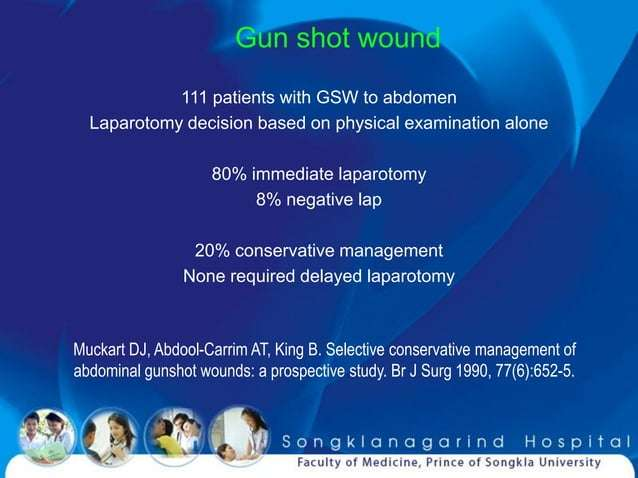 Gun shot wound
111 patients with GSW to abdomen
Laparotomy decision based on physical examination alone
80% immediate laparotomy
8% negative lap
20% conservative management
None required delayed laparotomy
Muckart DJ, Abdool-Carrim AT, King B. Selective conservative management of
abdominal gunshot wounds: a prospective study. Br J Surg 1990, 77(6):652-5.
Songklanagarind Hospital
Faculty of Medicine, Prince of Songkla University